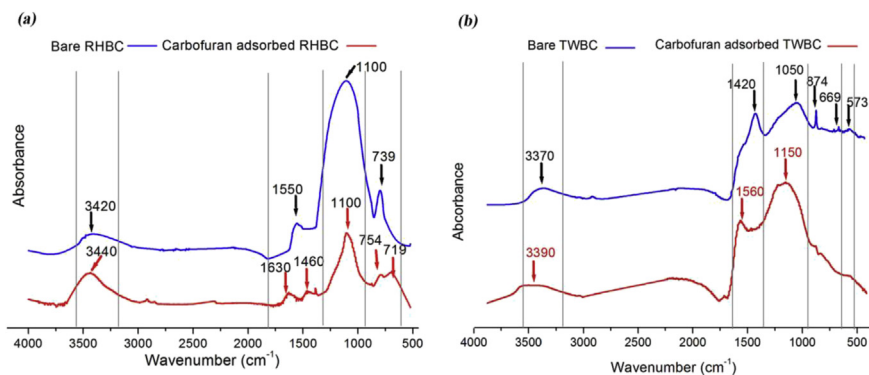 (a)
Bare RHBC Carbofuran adsorbed RHBC
1100
739
1550
3420
1100
3440
754
719
1630
1460
Absorbance
4000 3500 3000 2500 2000 1500 1000 500
Wavenumber (cm-1)
(b)
Bare TWBC Carbofuran adsorbed TWBC
1420
1050
874
669
573
3370
1150
1560
3390
Abcorbance
4000 3500 3000 2500 2000 1500 1000 500
Wavenumber (cm-1)